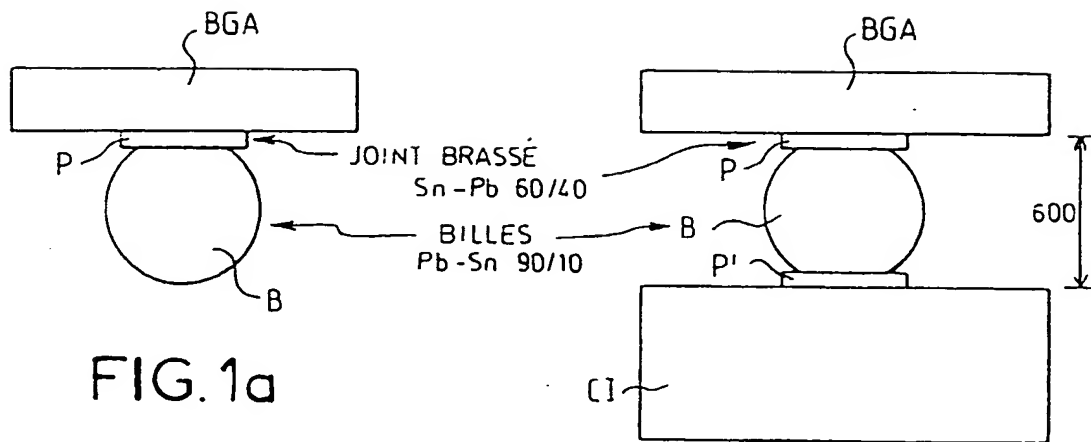 BGA
BGA
P
JOINT BRASSÉ
Sn-Pb 60/40
P
600
BILLES
Pb-Sn 90/10
B
B
P'
CI
FIG. 1a